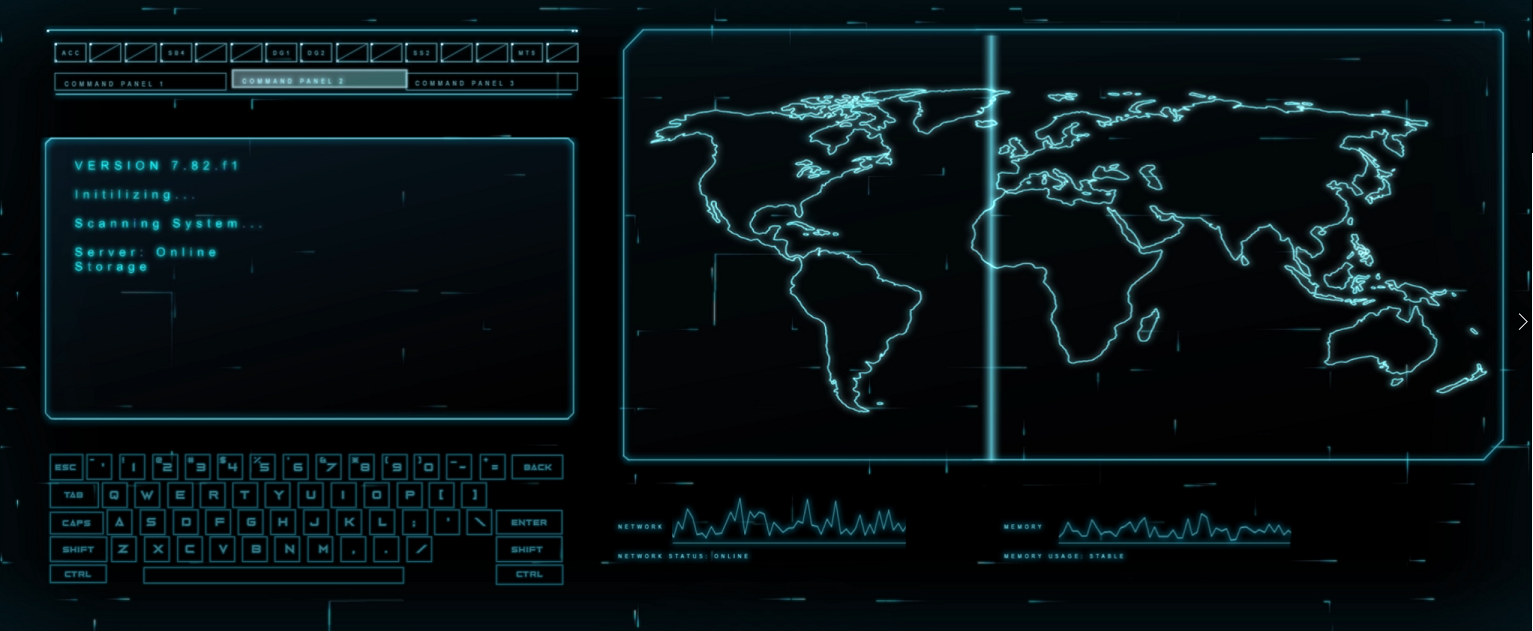 ACC SB4 DG1 DG2 SS2 MTS
COMMAND PANEL 1 COMMAND PANEL 2 COMMAND PANEL 3
VERSION 7.82.f1
Initilizing...
Scanning System...
Server: Online
Storage
ESC ~ ' ! 1 @ 2 # 3 $ 4 % 5 6 & 7 8 ( 9 ) 0 + = BACK
TAB Q W E R T Y U I O P [ ]
CAPS A S D F G H J K L ; ' \ ENTER
SHIFT Z X C V B N M , . / SHIFT
CTRL CTRL
NETWORK
NETWORK STATUS: ONLINE
MEMORY
MEMORY USAGE: STABLE